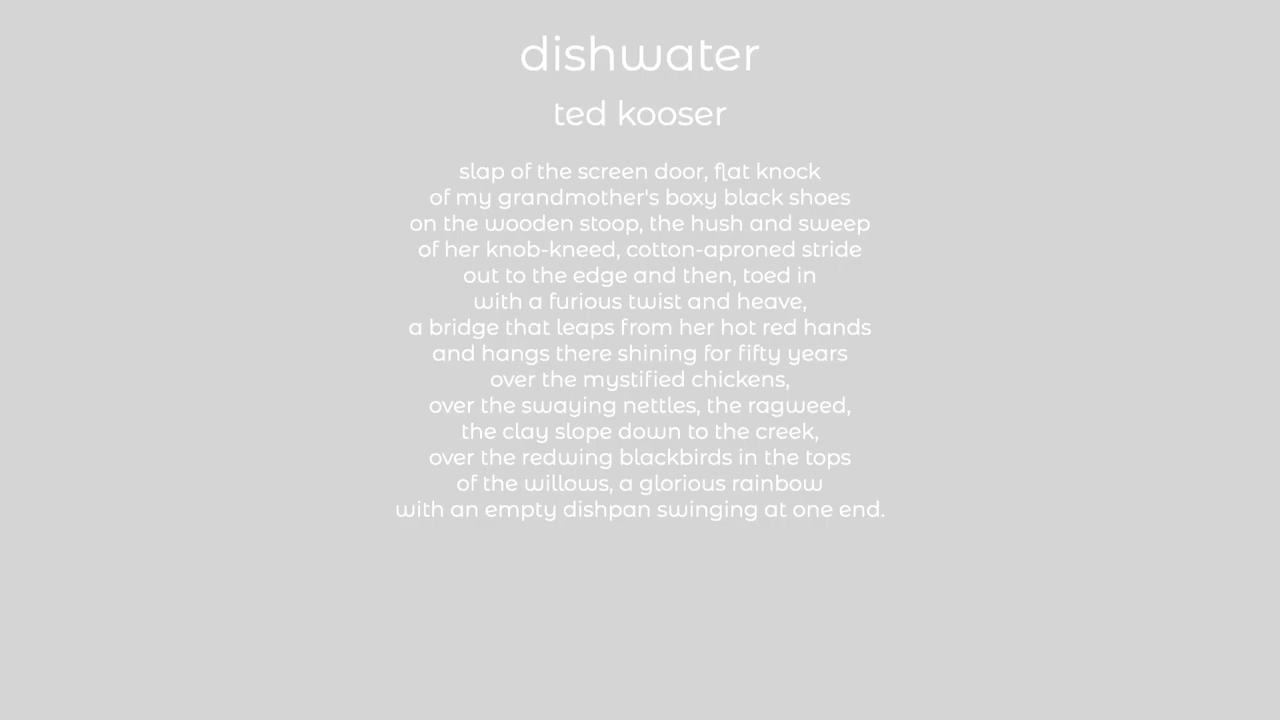 dishwater
ted kooser
slap of the screen door, flat knock
of my grandmother's boxy black shoes
on the wooden stoop, the hush and sweep
of her knob-kneed, cotton-aproned stride
out to the edge and then, toed in
with a furious twist and heave,
a bridge that leaps from her hot red hands
and hangs there shining for fifty years
over the mystified chickens,
over the swaying nettles, the ragweed,
the clay slope down to the creek,
over the redwing blackbirds in the tops
of the willows, a glorious rainbow
with an empty dishpan swinging at one end.